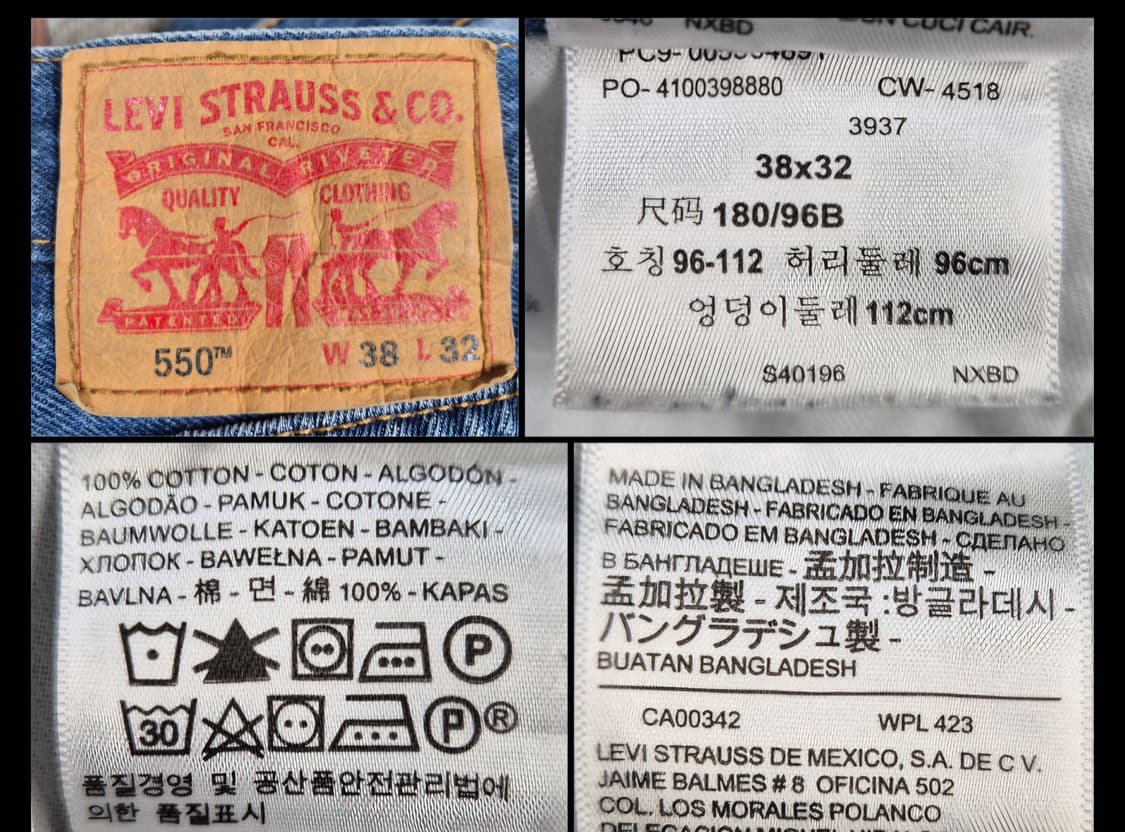 LEVI STRAUSS & CO.
SAN FRANCISCO
CAL.
ORIGINAL RIVETED
QUALITY CLOTHING
PATENTED
550™ W 38 L 32
NXBD CUCI CAIR.
PO- 4100398880 CW- 4518
3937
38x32
尺码 180/96B
호칭 96-112 허리둘레 96cm
엉덩이둘레 112cm
S40196 NXBD
100% COTTON - COTON - ALGODÓN -
ALGODÃO - PAMUK - COTONE -
BAUMWOLLE - KATOEN - BAMBAKI -
ХЛОПОК - BAWEŁNA - PAMUT -
BAVLNA - 棉 - 면 - 綿 100% - KAPAS
P
30 P ®
품질경영 및 공산품안전관리법에
의한 품질표시
MADE IN BANGLADESH - FABRIQUE AU
BANGLADESH - FABRICADO EN BANGLADESH -
FABRICADO EM BANGLADESH - СДЕЛАНО
В БАНГЛАДЕШЕ - 孟加拉制造 -
孟加拉製 - 제조국 :방글라데시 -
バングラデシュ製 -
BUATAN BANGLADESH
CA00342 WPL 423
LEVI STRAUSS DE MEXICO, S.A. DE C V.
JAIME BALMES # 8 OFICINA 502
COL. LOS MORALES POLANCO